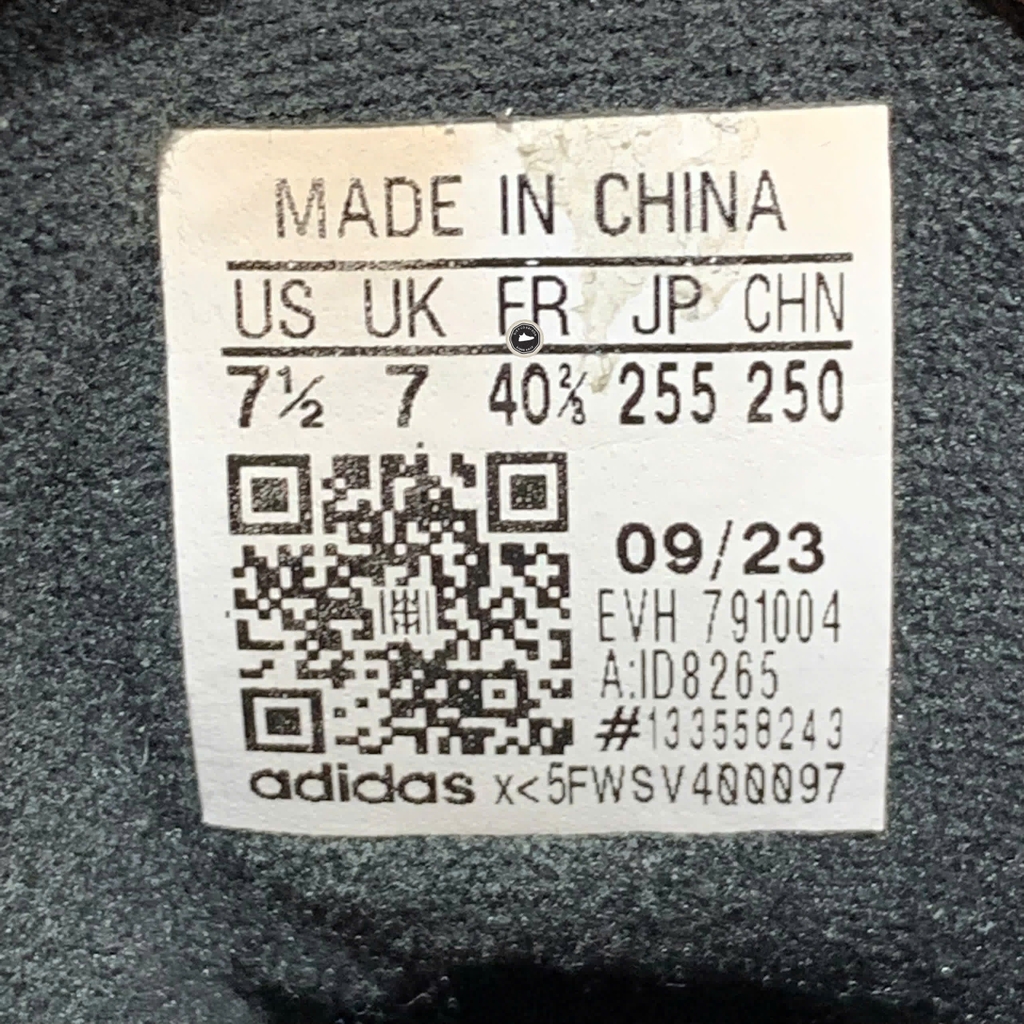 MADE IN CHINA
US UK FR JP CHN
7½ 7 40⅔ 255 250
09/23
EVH 791004
A:ID8265
#133558243
adidas x<5FWSV400097